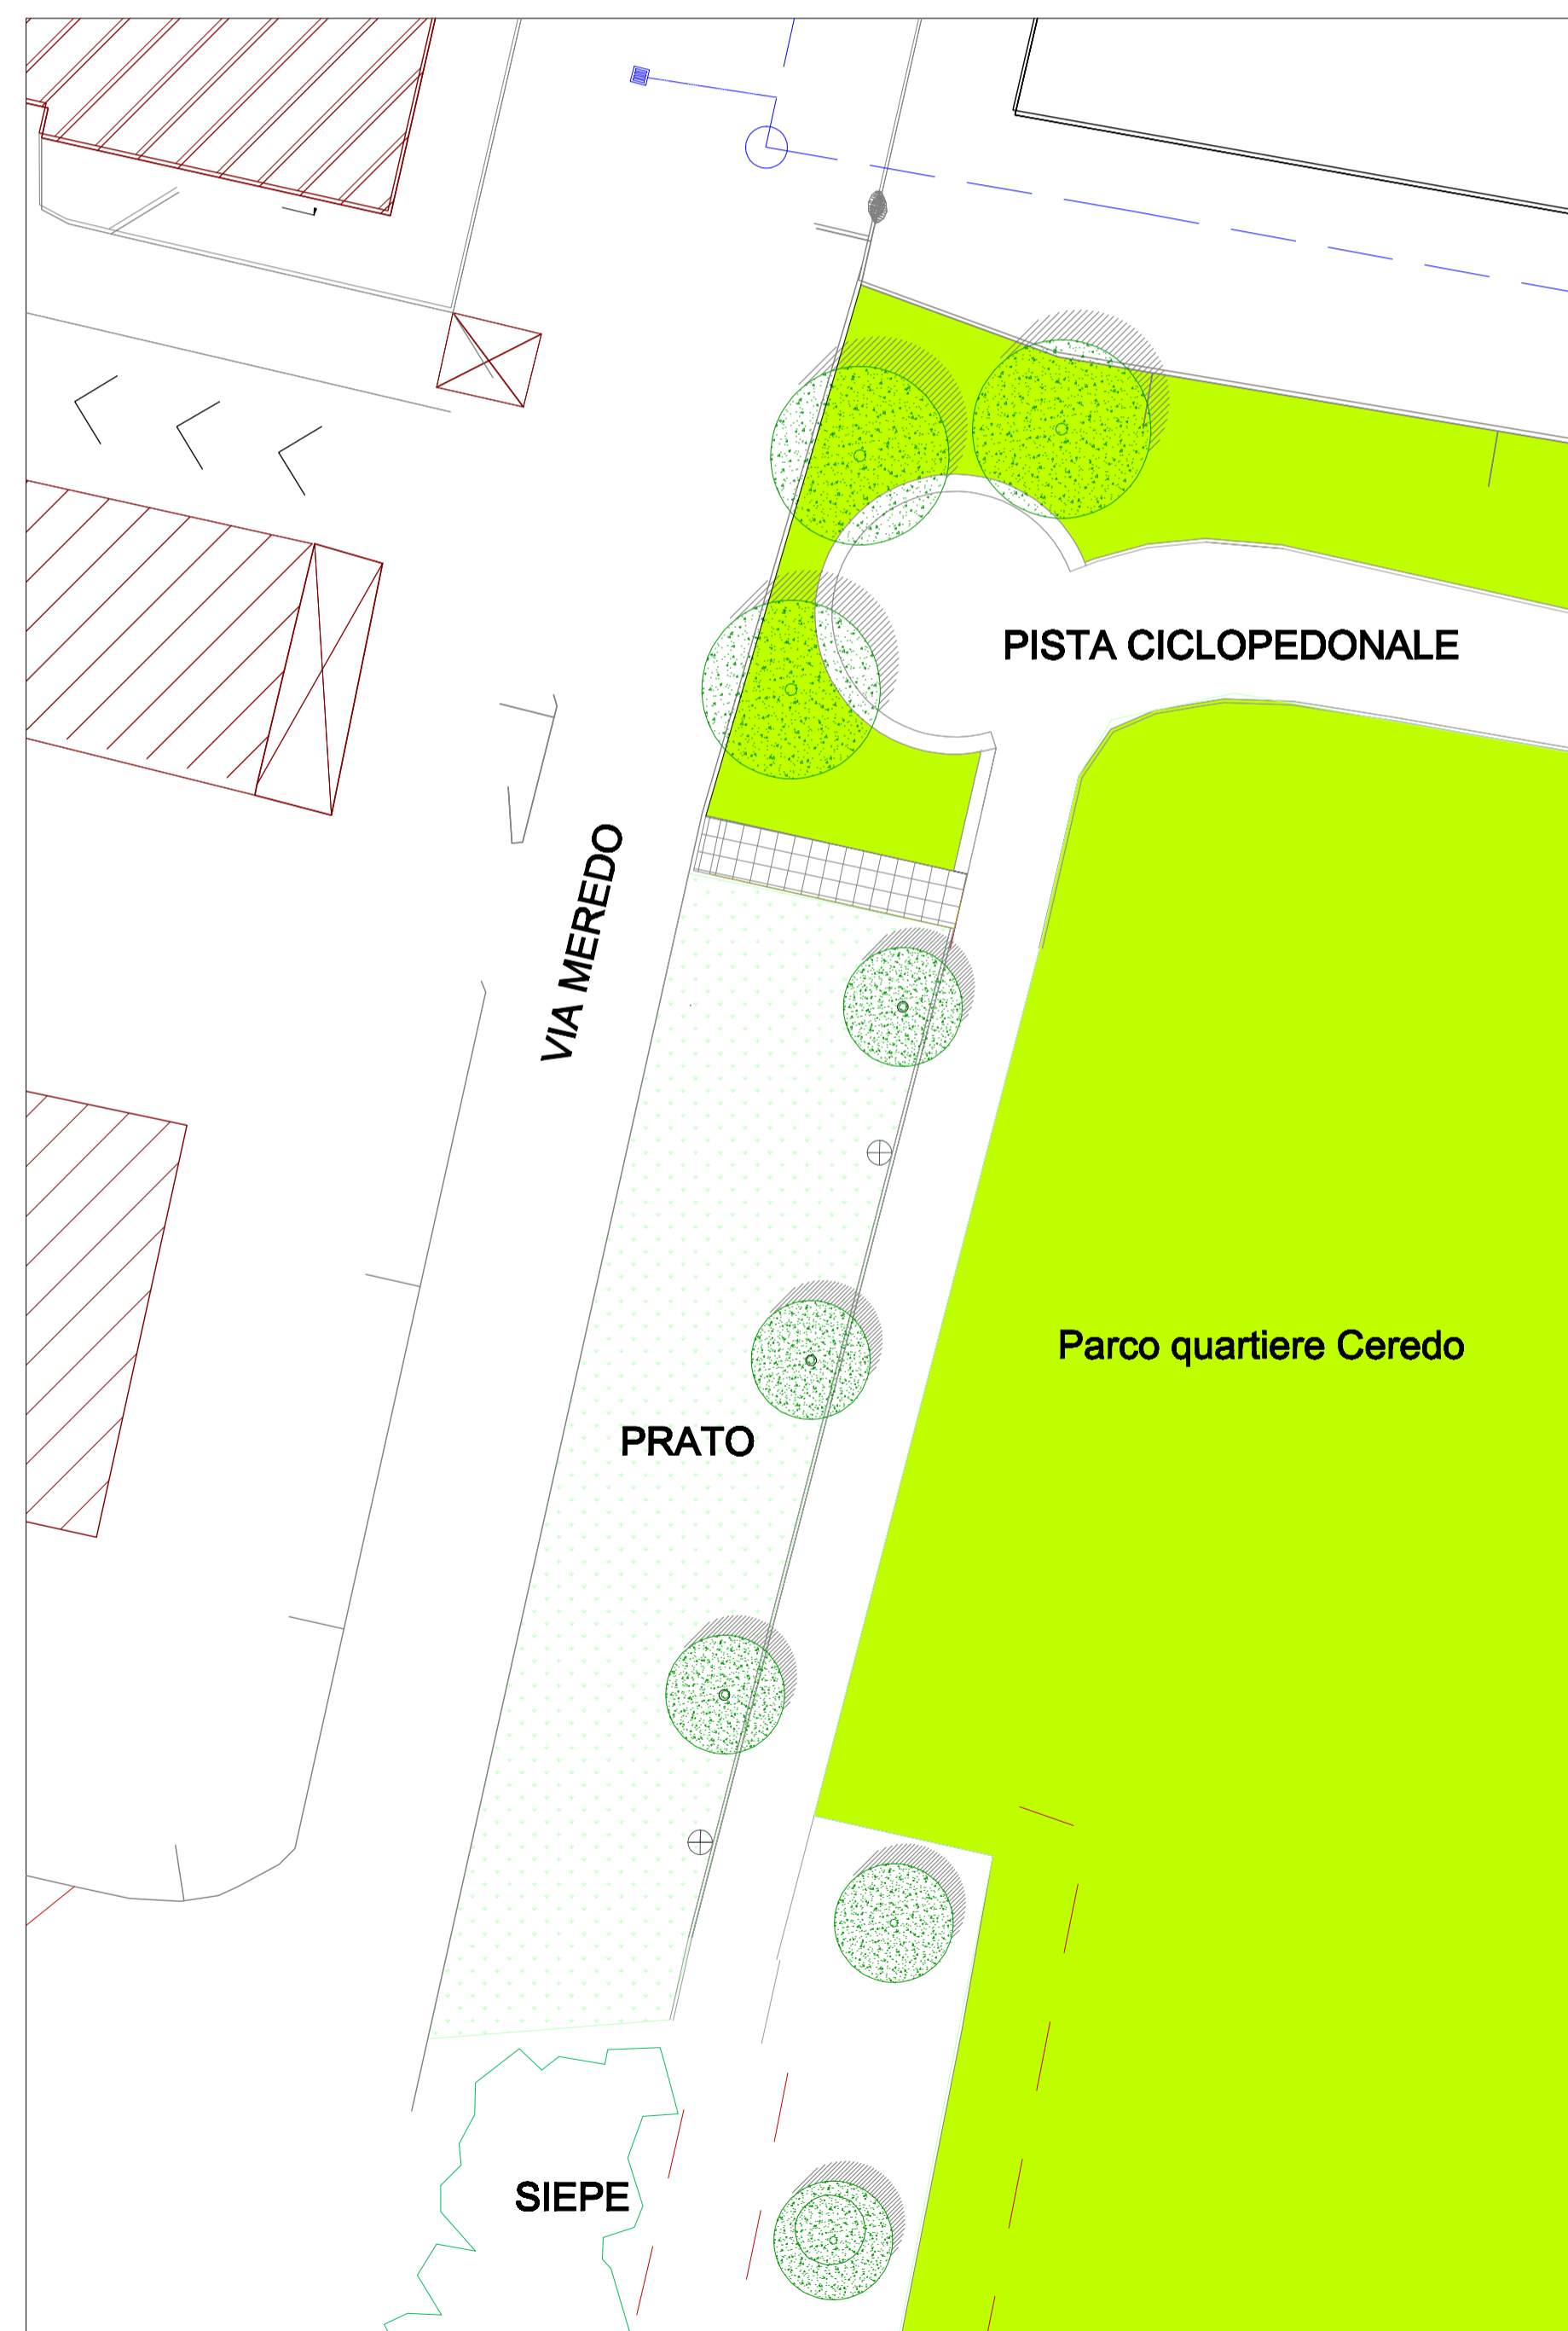 PISTA CICLOPEDONALE
VIA MEREDO
Parco quartiere Ceredo
PRATO
SIEPE